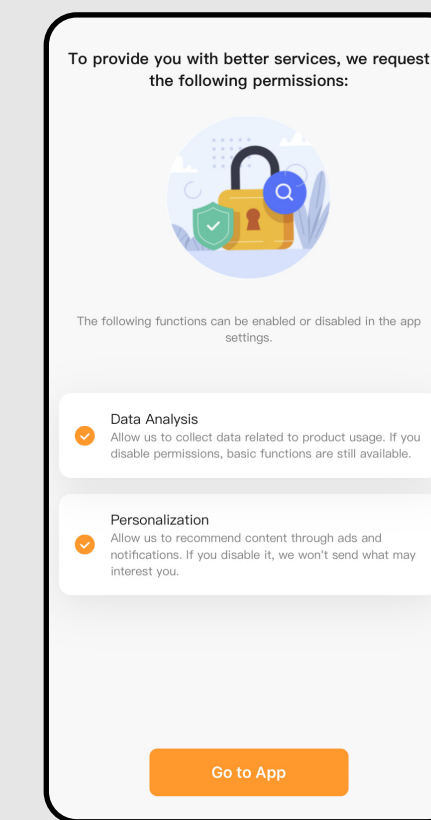 To provide you with better services, we request
the following permissions:
The following functions can be enabled or disabled in the app
settings.
Data Analysis
Allow us to collect data related to product usage. If you
disable permissions, basic functions are still available.
Personalization
Allow us to recommend content through ads and
notifications. If you disable it, we won't send what may
interest you.
Go to App